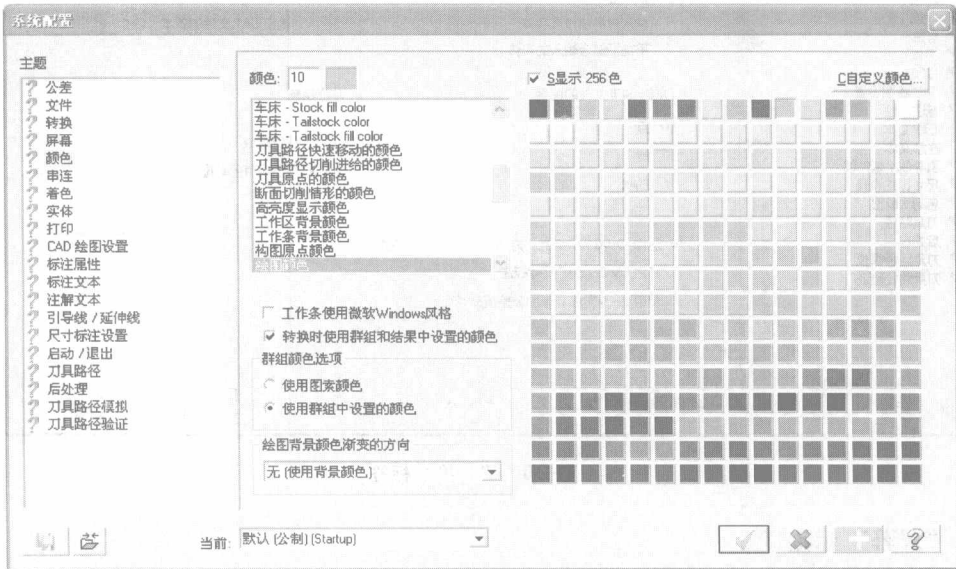 系统配置
主题
公差
文件
转换
屏幕
颜色
串连
着色
实体
打印
CAD 绘图设置
标注属性
标注文本
注解文本
引导线 / 延伸线
尺寸标注设置
启动 / 退出
刀具路径
后处理
刀具路径模拟
刀具路径验证
颜色: 10
车床 - Stock fill color
车床 - Tailstock color
车床 - Tailstock fill color
刀具路径快速移动的颜色
刀具路径切削进给的颜色
刀具原点的颜色
断面切削情形的颜色
高亮度显示颜色
工作区背景颜色
工作条背景颜色
构图原点颜色
绘图颜色
工作条使用微软Windows风格
转换时使用群组和结果中设置的颜色
群组颜色选项
使用图素颜色
使用群组中设置的颜色
绘图背景颜色渐变的方向
无 (使用背景颜色)
S显示 256 色
C自定义颜色...
当前: 默认 (公制) (Startup)